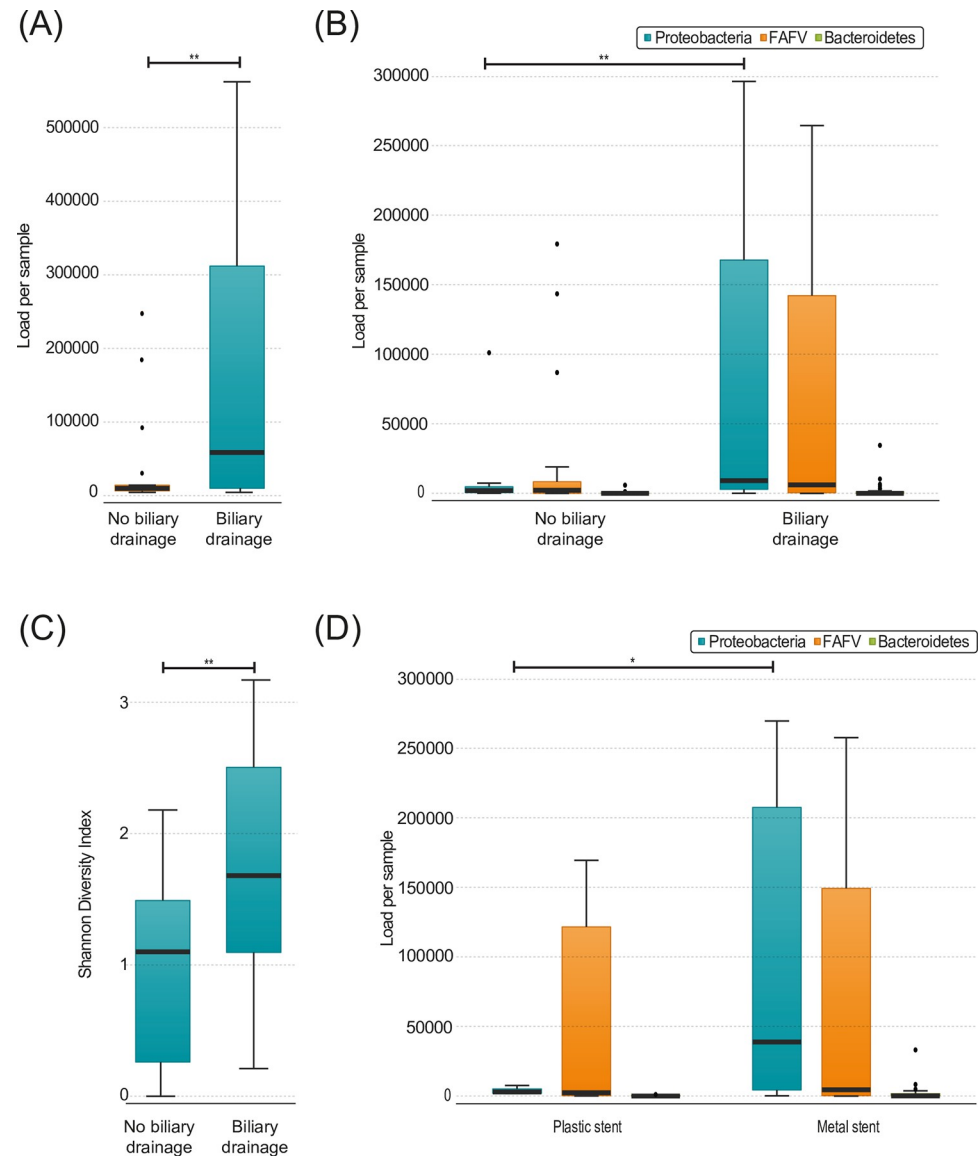 (A)
**
Load per sample
500000
400000
300000
200000
100000
0
No biliary
drainage
Biliary
drainage
(B)
Proteobacteria FAFV Bacteroidetes
**
Load per sample
300000
250000
200000
150000
100000
50000
0
No biliary
drainage
Biliary
drainage
(C)
**
Shannon Diversity Index
3
2
1
0
No biliary
drainage
Biliary
drainage
(D)
Proteobacteria FAFV Bacteroidetes
*
Load per sample
300000
250000
200000
150000
100000
50000
0
Plastic stent
Metal stent